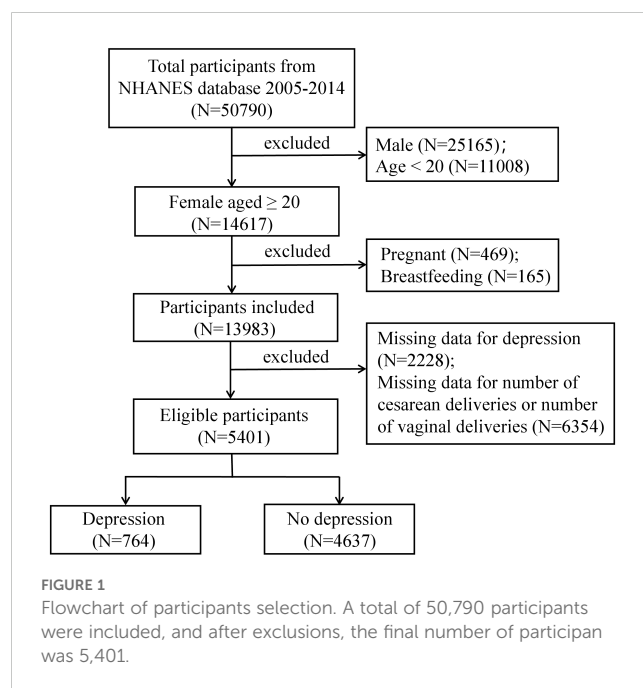 Total participants from
NHANES database 2005-2014
(N=50790)
excluded
Male (N=25165);
Age < 20 (N=11008)
Female aged ≥ 20
(N=14617)
excluded
Pregnant (N=469);
Breastfeeding (N=165)
Participants included
(N=13983)
excluded
Missing data for depression
(N=2228);
Missing data for number of
cesarean deliveries or number
of vaginal deliveries (N=6354)
Eligible participants
(N=5401)
Depression
(N=764)
No depression
(N=4637)
FIGURE 1
Flowchart of participants selection. A total of 50,790 participants
were included, and after exclusions, the final number of participan
was 5,401.